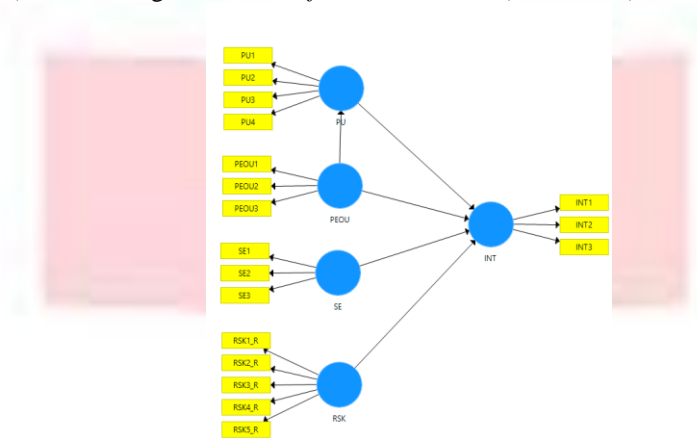 PU1
PU2
PU3
PU4
PU
PEOU1
PEOU2
PEOU3
PEOU
SE1
SE2
SE3
SE
RSK1_R
RSK2_R
RSK3_R
RSK4_R
RSK5_R
RSK
INT
INT1
INT2
INT3